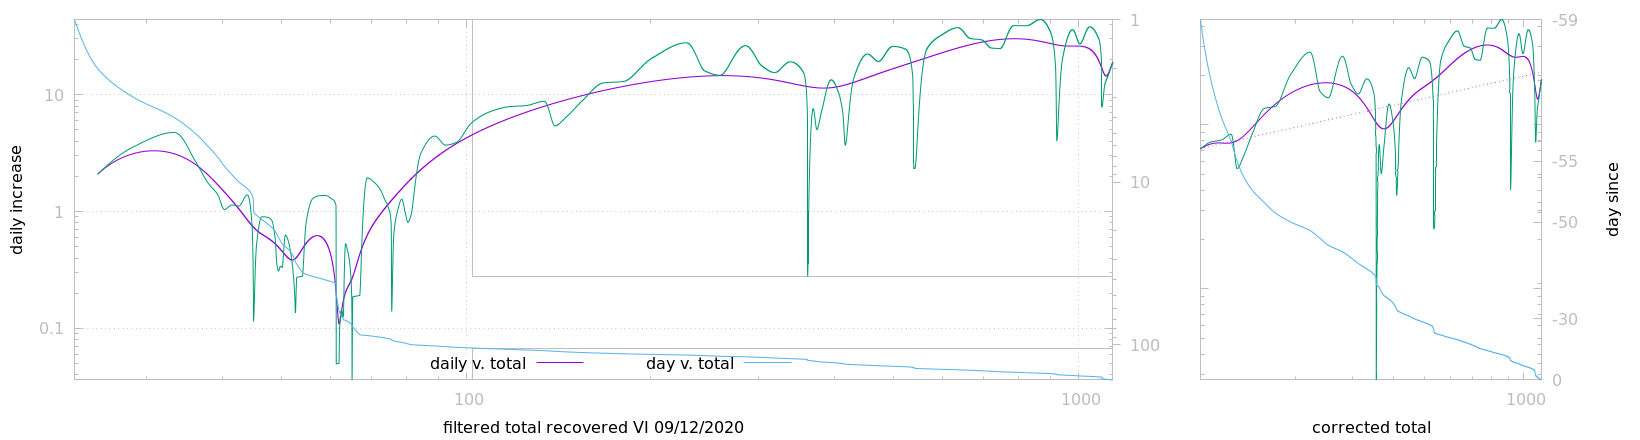 daily increase
10
1
0.1
100
1000
daily v. total
day v. total
1
10
100
filtered total recovered VI 09/12/2020
-59
-55
-50
-30
0
1000
day since
corrected total